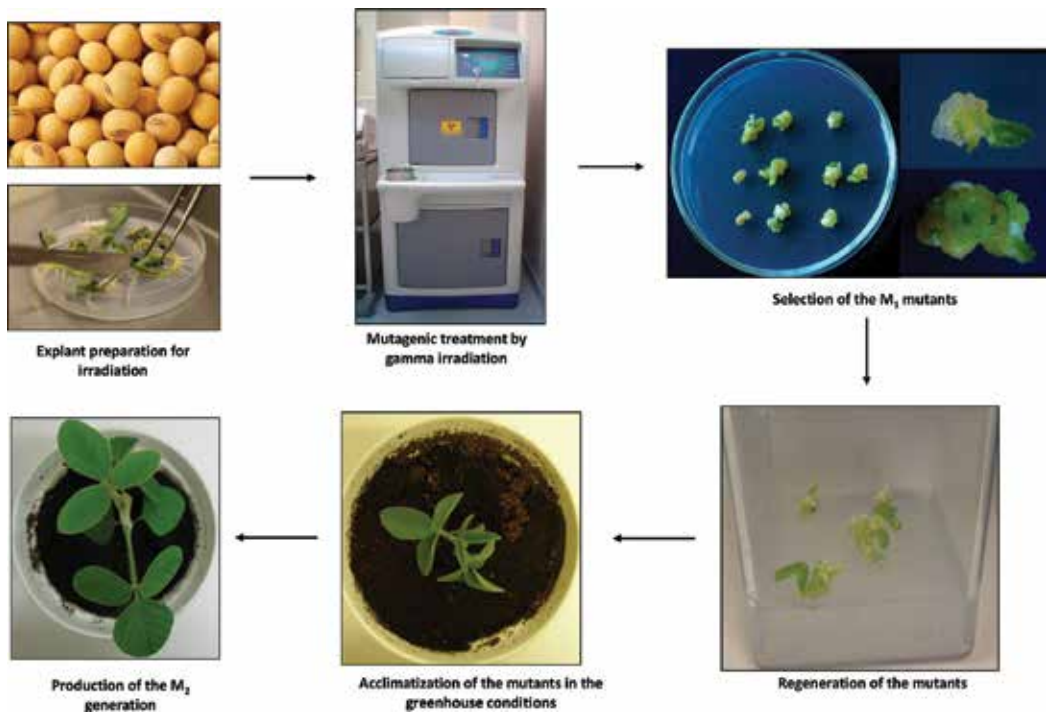 Explant preparation for
irradiation
Mutagenic treatment by
gamma irradiation
Selection of the M₁ mutants
Regeneration of the mutants
Acclimatization of the mutants in the
greenhouse conditions
Production of the M₂
generation